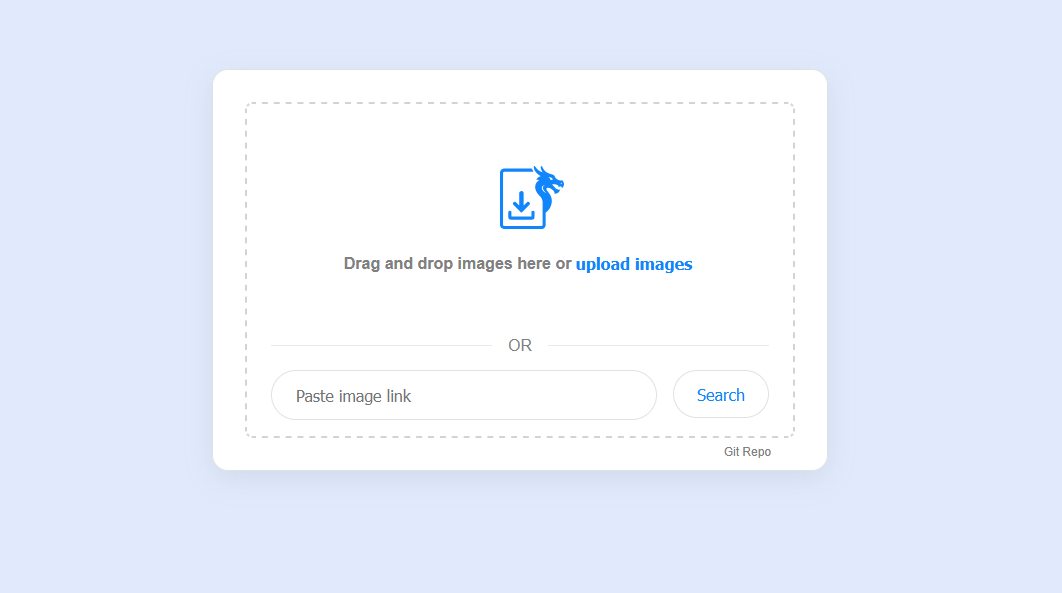 Drag and drop images here or upload images
OR
Paste image link
Search
Git Repo